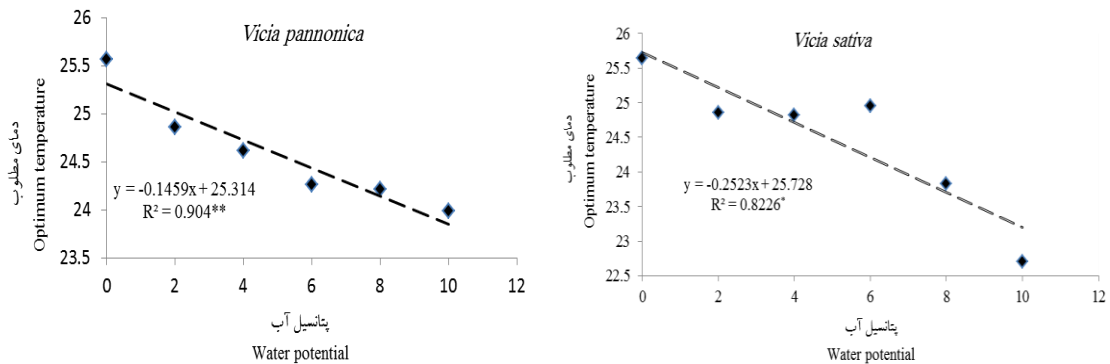 Vicia pannonica
26
25.5
25
24.5
24
23.5
0 2 4 6 8 10 12
دمای مطلوب
Optimum temperature
y = -0.1459x + 25.314
R² = 0.904**
پتانسیل آب
Water potential
Vicia sativa
26
25.5
25
24.5
24
23.5
23
22.5
0 2 4 6 8 10 12
دمای مطلوب
Optimum temperature
y = -0.2523x + 25.728
R² = 0.8226*
پتانسیل آب
Water potential